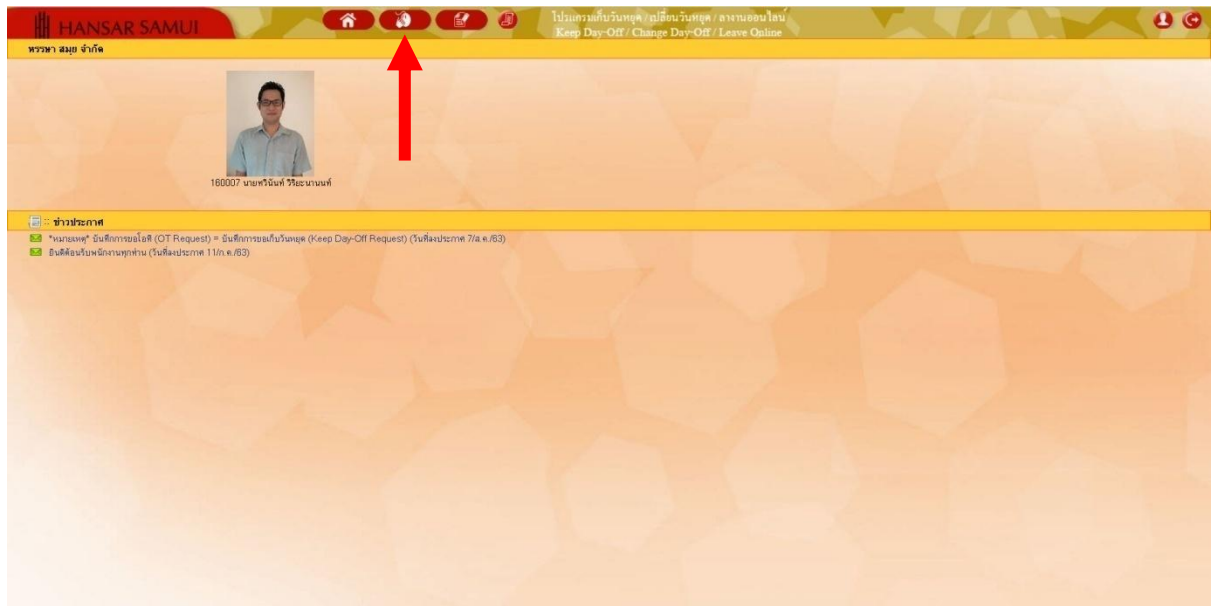 HANSAR SAMUI
โปรแกรมเก็บวันหยุด / เปลี่ยนวันหยุด / ลางานออนไลน์
Keep Day-Off / Change Day-Off / Leave Online
หรรษา สมุย จำกัด
160007 นายทวินันท์ วิริยะนานนท์
:: ข่าวประกาศ
*หมายเหตุ* บันทึกการขอโอที (OT Request) = บันทึกการขอเก็บวันหยุด (Keep Day-Off Request) (วันที่ลงประกาศ 7/ส.ค./63)
ยินดีต้อนรับพนักงานทุกท่าน (วันที่ลงประกาศ 11/ก.ค./63)